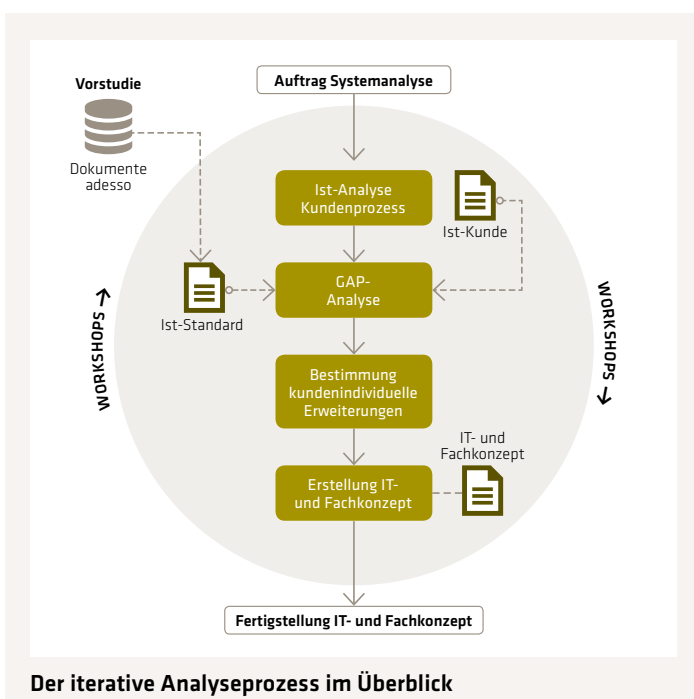 Auftrag Systemanalyse
Vorstudie
Dokumente
adesso
Ist-Analyse
Kundenprozess
Ist-Kunde
GAP-
Analyse
Ist-Standard
WORKSHOPS
WORKSHOPS
Bestimmung
kundenindividuelle
Erweiterungen
IT- und
Fachkonzept
Erstellung IT-
und Fachkonzept
Fertigstellung IT- und Fachkonzept
Der iterative Analyseprozess im Überblick